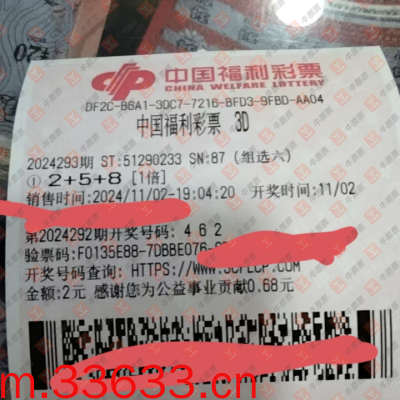 中国福利彩票
CHINA WELFARE LOTTERY
DF2C-B6A1-3DC7-7216-BFD3-9FBD-AA04
中国福利彩票 3D
2024293期 ST:51290233 SN:87 (组选六)
① 2+5+8 [1倍]
销售时间:2024/11/02-19:04:20 开奖时间:11/02
第2024292期开奖号码: 4 6 2
验票码:F0135E88-7DBBE076-
开奖号码查询: HTTPS://WWW.SCFLCP.COM
金额:2元 感谢您为公益事业贡献0.68元
m.33633.cn